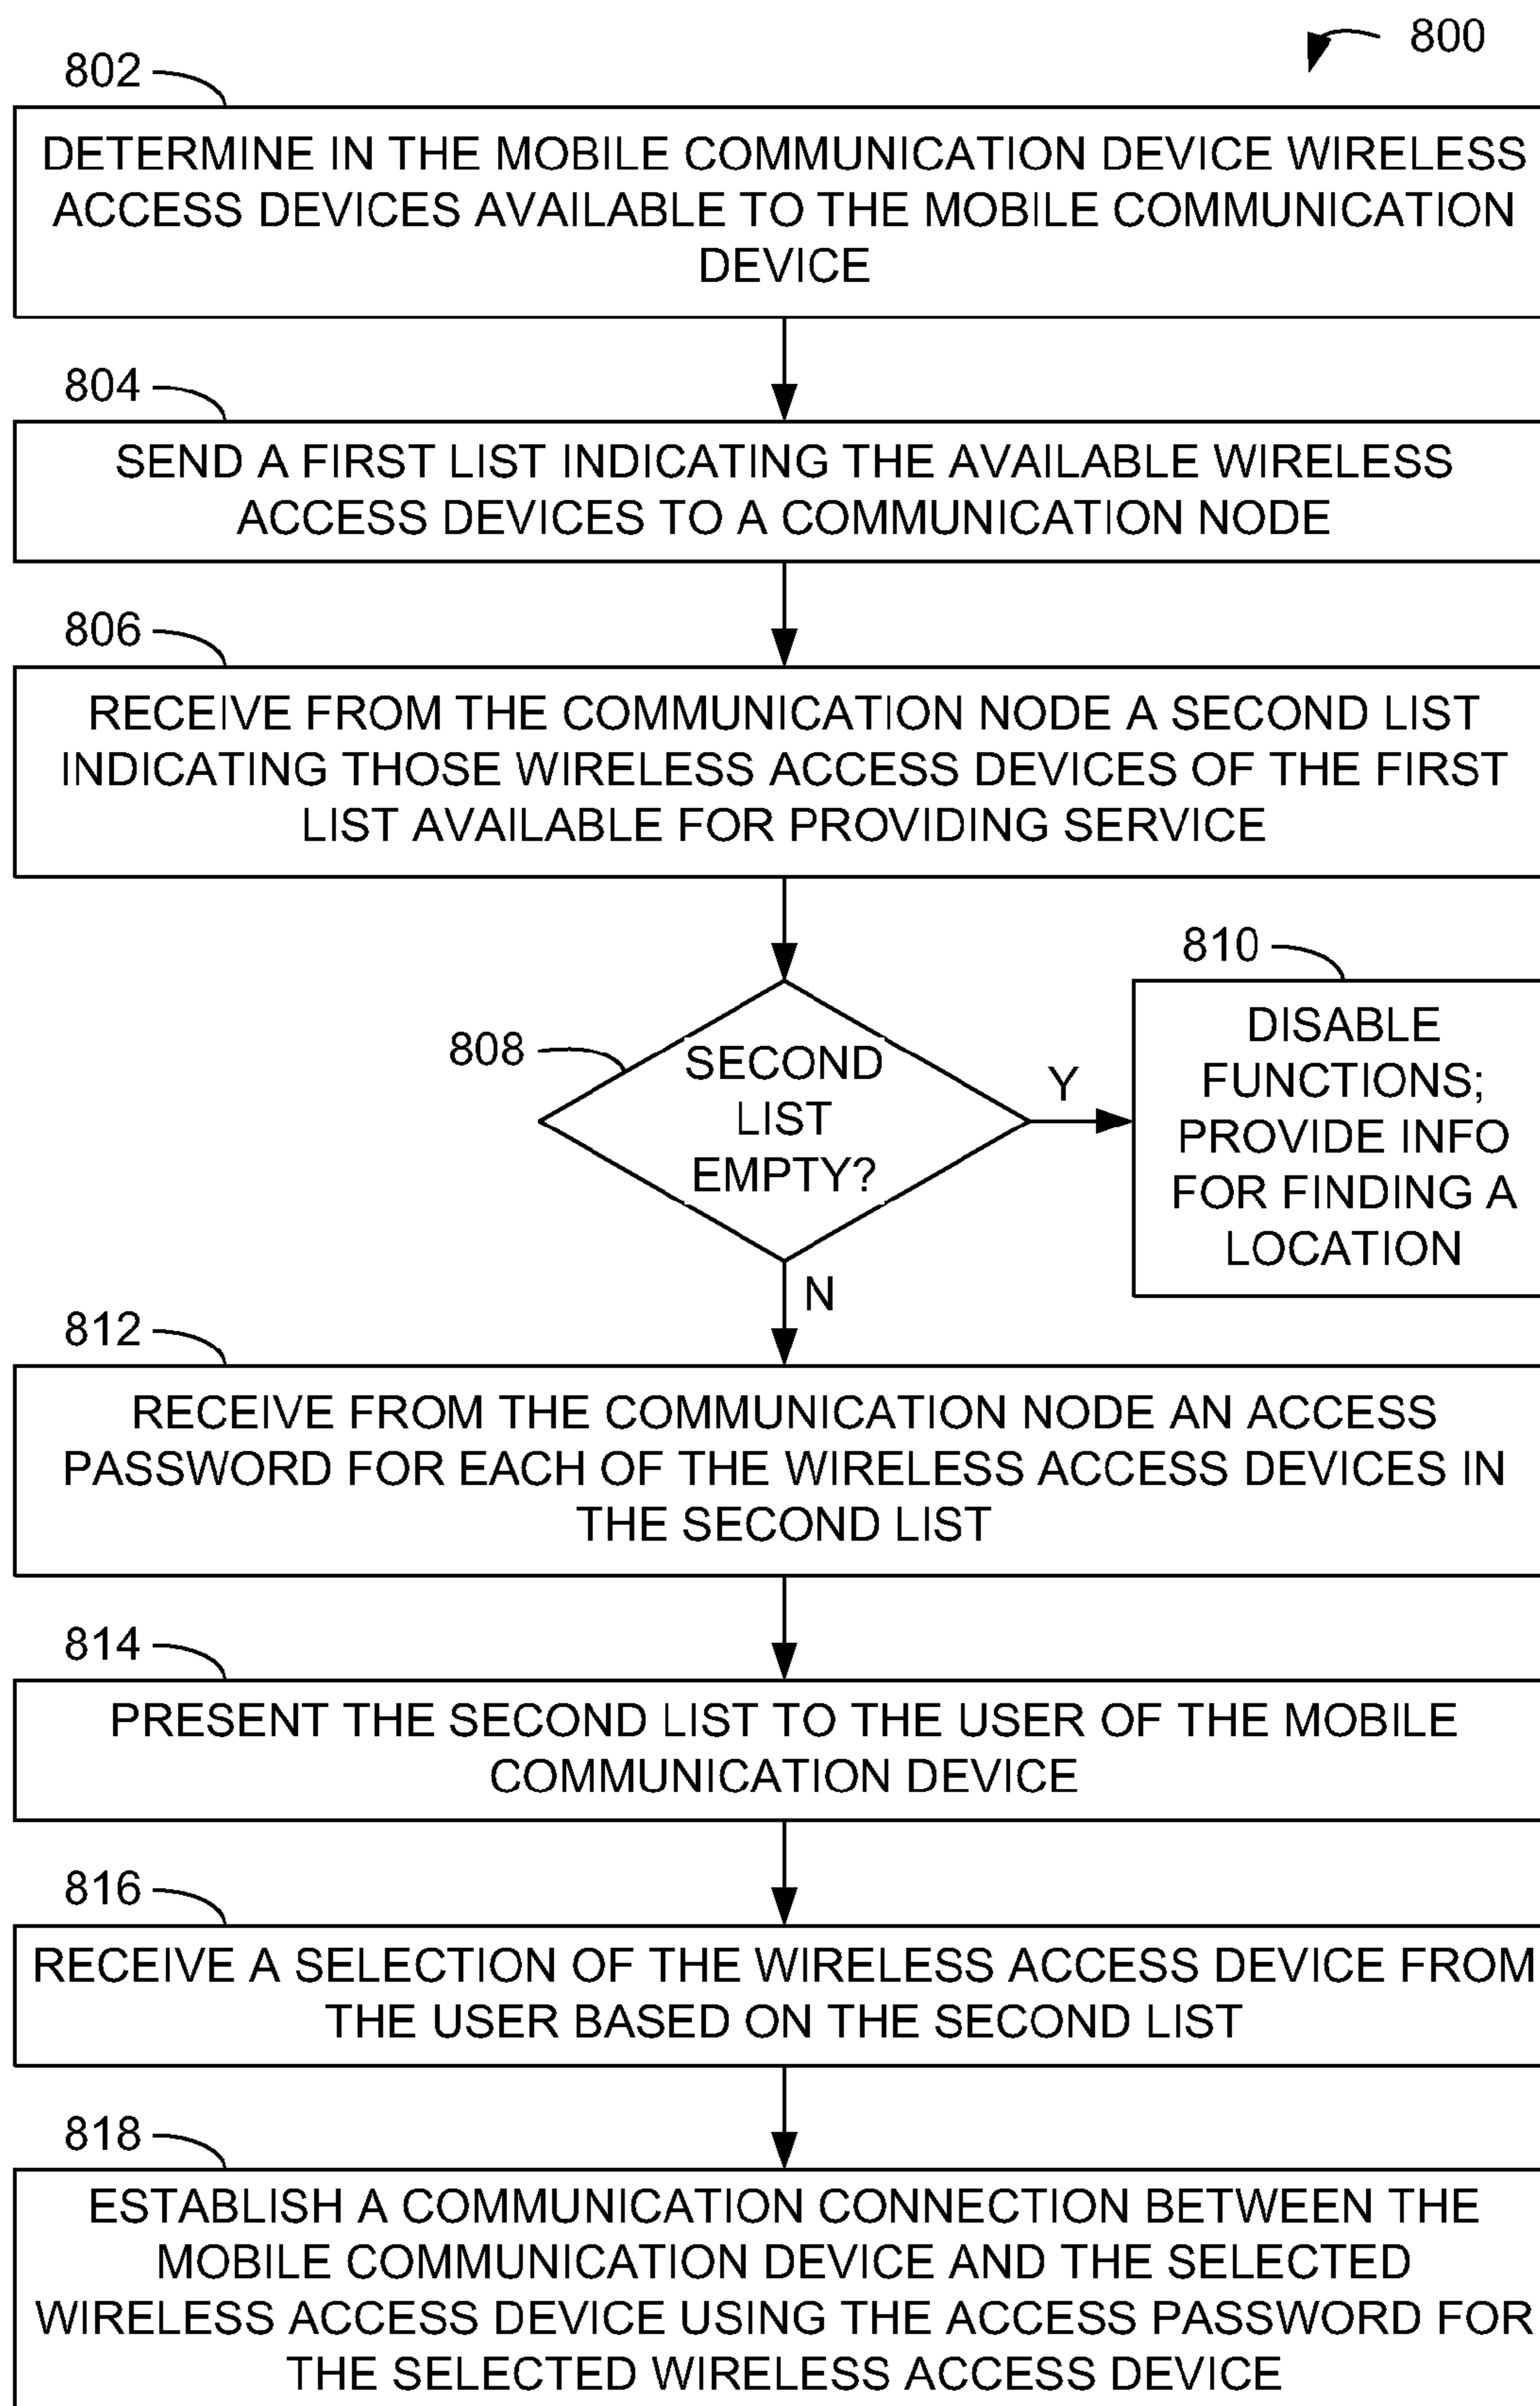 800
802
DETERMINE IN THE MOBILE COMMUNICATION DEVICE WIRELESS
ACCESS DEVICES AVAILABLE TO THE MOBILE COMMUNICATION
DEVICE
804
SEND A FIRST LIST INDICATING THE AVAILABLE WIRELESS
ACCESS DEVICES TO A COMMUNICATION NODE
806
RECEIVE FROM THE COMMUNICATION NODE A SECOND LIST
INDICATING THOSE WIRELESS ACCESS DEVICES OF THE FIRST
LIST AVAILABLE FOR PROVIDING SERVICE
808
SECOND
LIST
EMPTY?
Y
810
DISABLE
FUNCTIONS;
PROVIDE INFO
FOR FINDING A
LOCATION
N
812
RECEIVE FROM THE COMMUNICATION NODE AN ACCESS
PASSWORD FOR EACH OF THE WIRELESS ACCESS DEVICES IN
THE SECOND LIST
814
PRESENT THE SECOND LIST TO THE USER OF THE MOBILE
COMMUNICATION DEVICE
816
RECEIVE A SELECTION OF THE WIRELESS ACCESS DEVICE FROM
THE USER BASED ON THE SECOND LIST
818
ESTABLISH A COMMUNICATION CONNECTION BETWEEN THE
MOBILE COMMUNICATION DEVICE AND THE SELECTED
WIRELESS ACCESS DEVICE USING THE ACCESS PASSWORD FOR
THE SELECTED WIRELESS ACCESS DEVICE